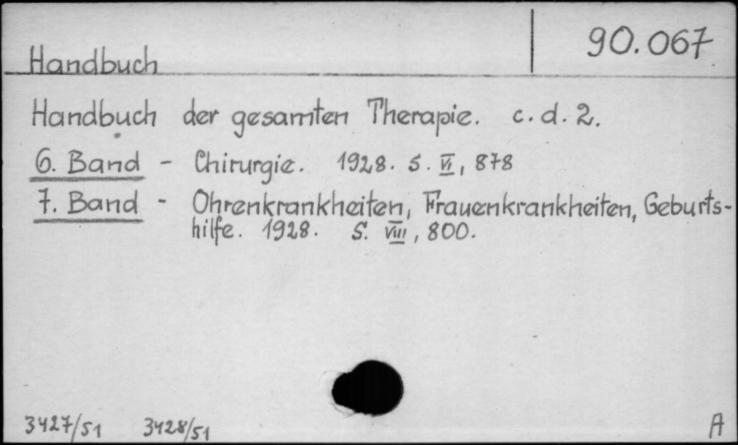 90.067
Handbuch
Handbuch der gesamten Therapie. c. d. 2.
6. Band - Chirurgie. 1928. S. VI, 878
7. Band - Ohrenkrankheiten, Frauenkrankheiten, Geburts-
hilfe. 1928. S. VIII, 800.
3427/51 3428/51 A